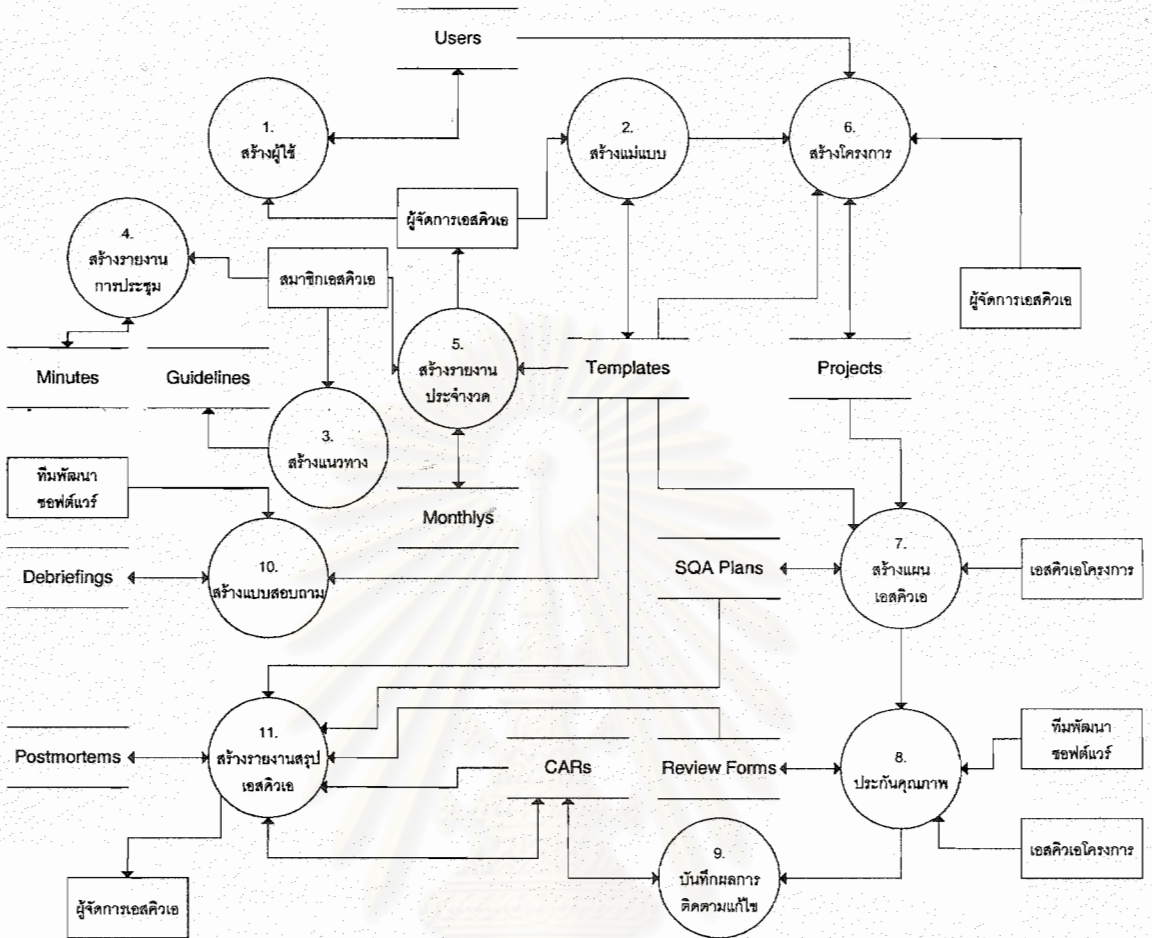 Users
1.
สร้างผู้ใช้
2.
สร้างแม่แบบ
6.
สร้างโครงการ
ผู้จัดการเอสคิวเอ
4.
สร้างรายงาน
การประชุม
สมาชิกเอสคิวเอ
ผู้จัดการเอสคิวเอ
5.
สร้างรายงาน
ประจำงวด
Minutes
Guidelines
Templates
Projects
3.
สร้างแนวทาง
ทีมพัฒนา
ซอฟต์แวร์
Monthlys
Debriefings
10.
สร้างแบบสอบถาม
SQA Plans
7.
สร้างแผน
เอสคิวเอ
เอสคิวเอโครงการ
Postmortems
11.
สร้างรายงานสรุป
เอสคิวเอ
CARs
Review Forms
8.
ประกันคุณภาพ
ทีมพัฒนา
ซอฟต์แวร์
เอสคิวเอโครงการ
9.
บันทึกผลการ
ติดตามแก้ไข
ผู้จัดการเอสคิวเอ